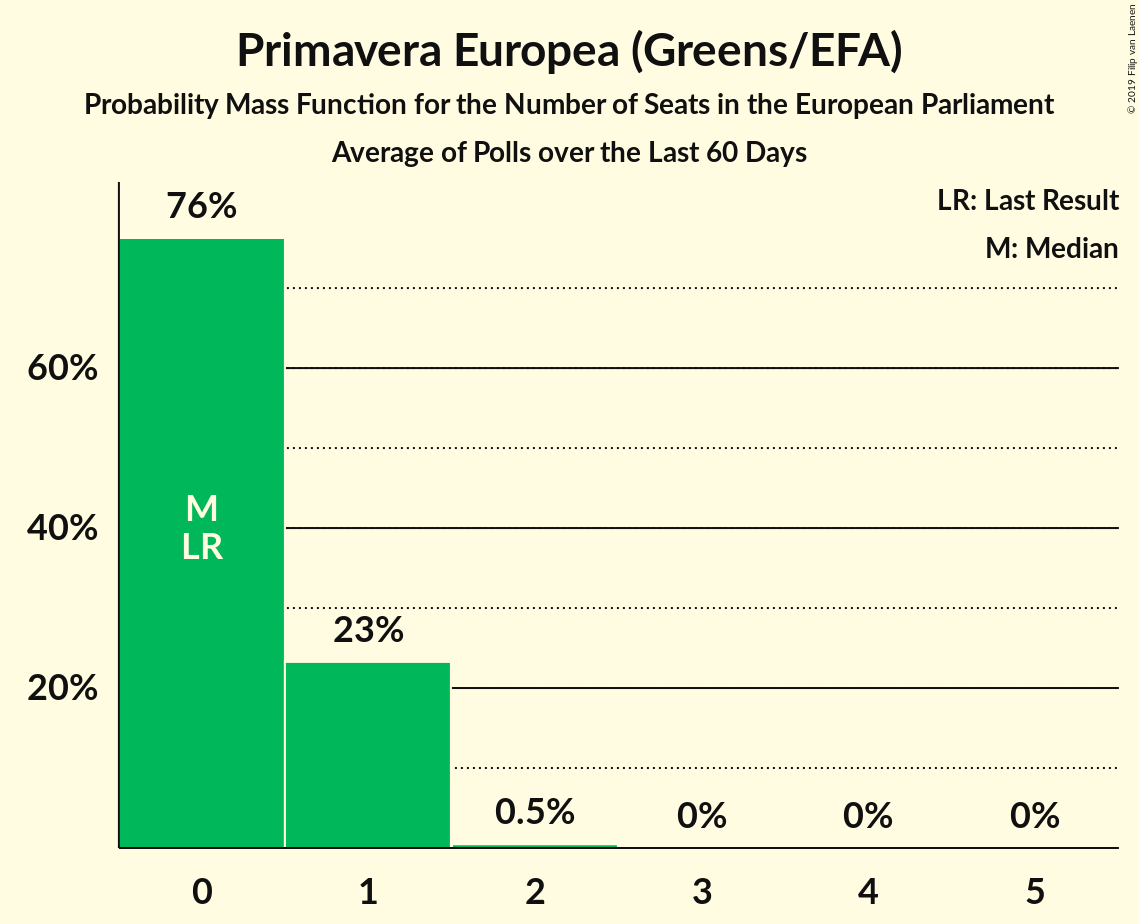 Primavera Europea (Greens/EFA)
Probability Mass Function for the Number of Seats in the European Parliament
Average of Polls over the Last 60 Days
© 2019 Filip van Laenen
LR: Last Result
M: Median
76%
60%
40%
20%
M
LR
23%
0.5%
0%
0%
0%
0
1
2
3
4
5